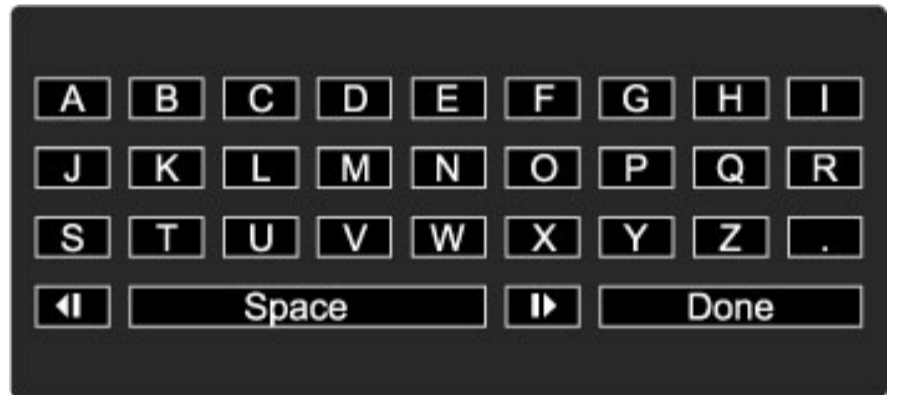 A B C D E F G H I
J K L M N O P Q R
S T U V W X Y Z .
Space Done